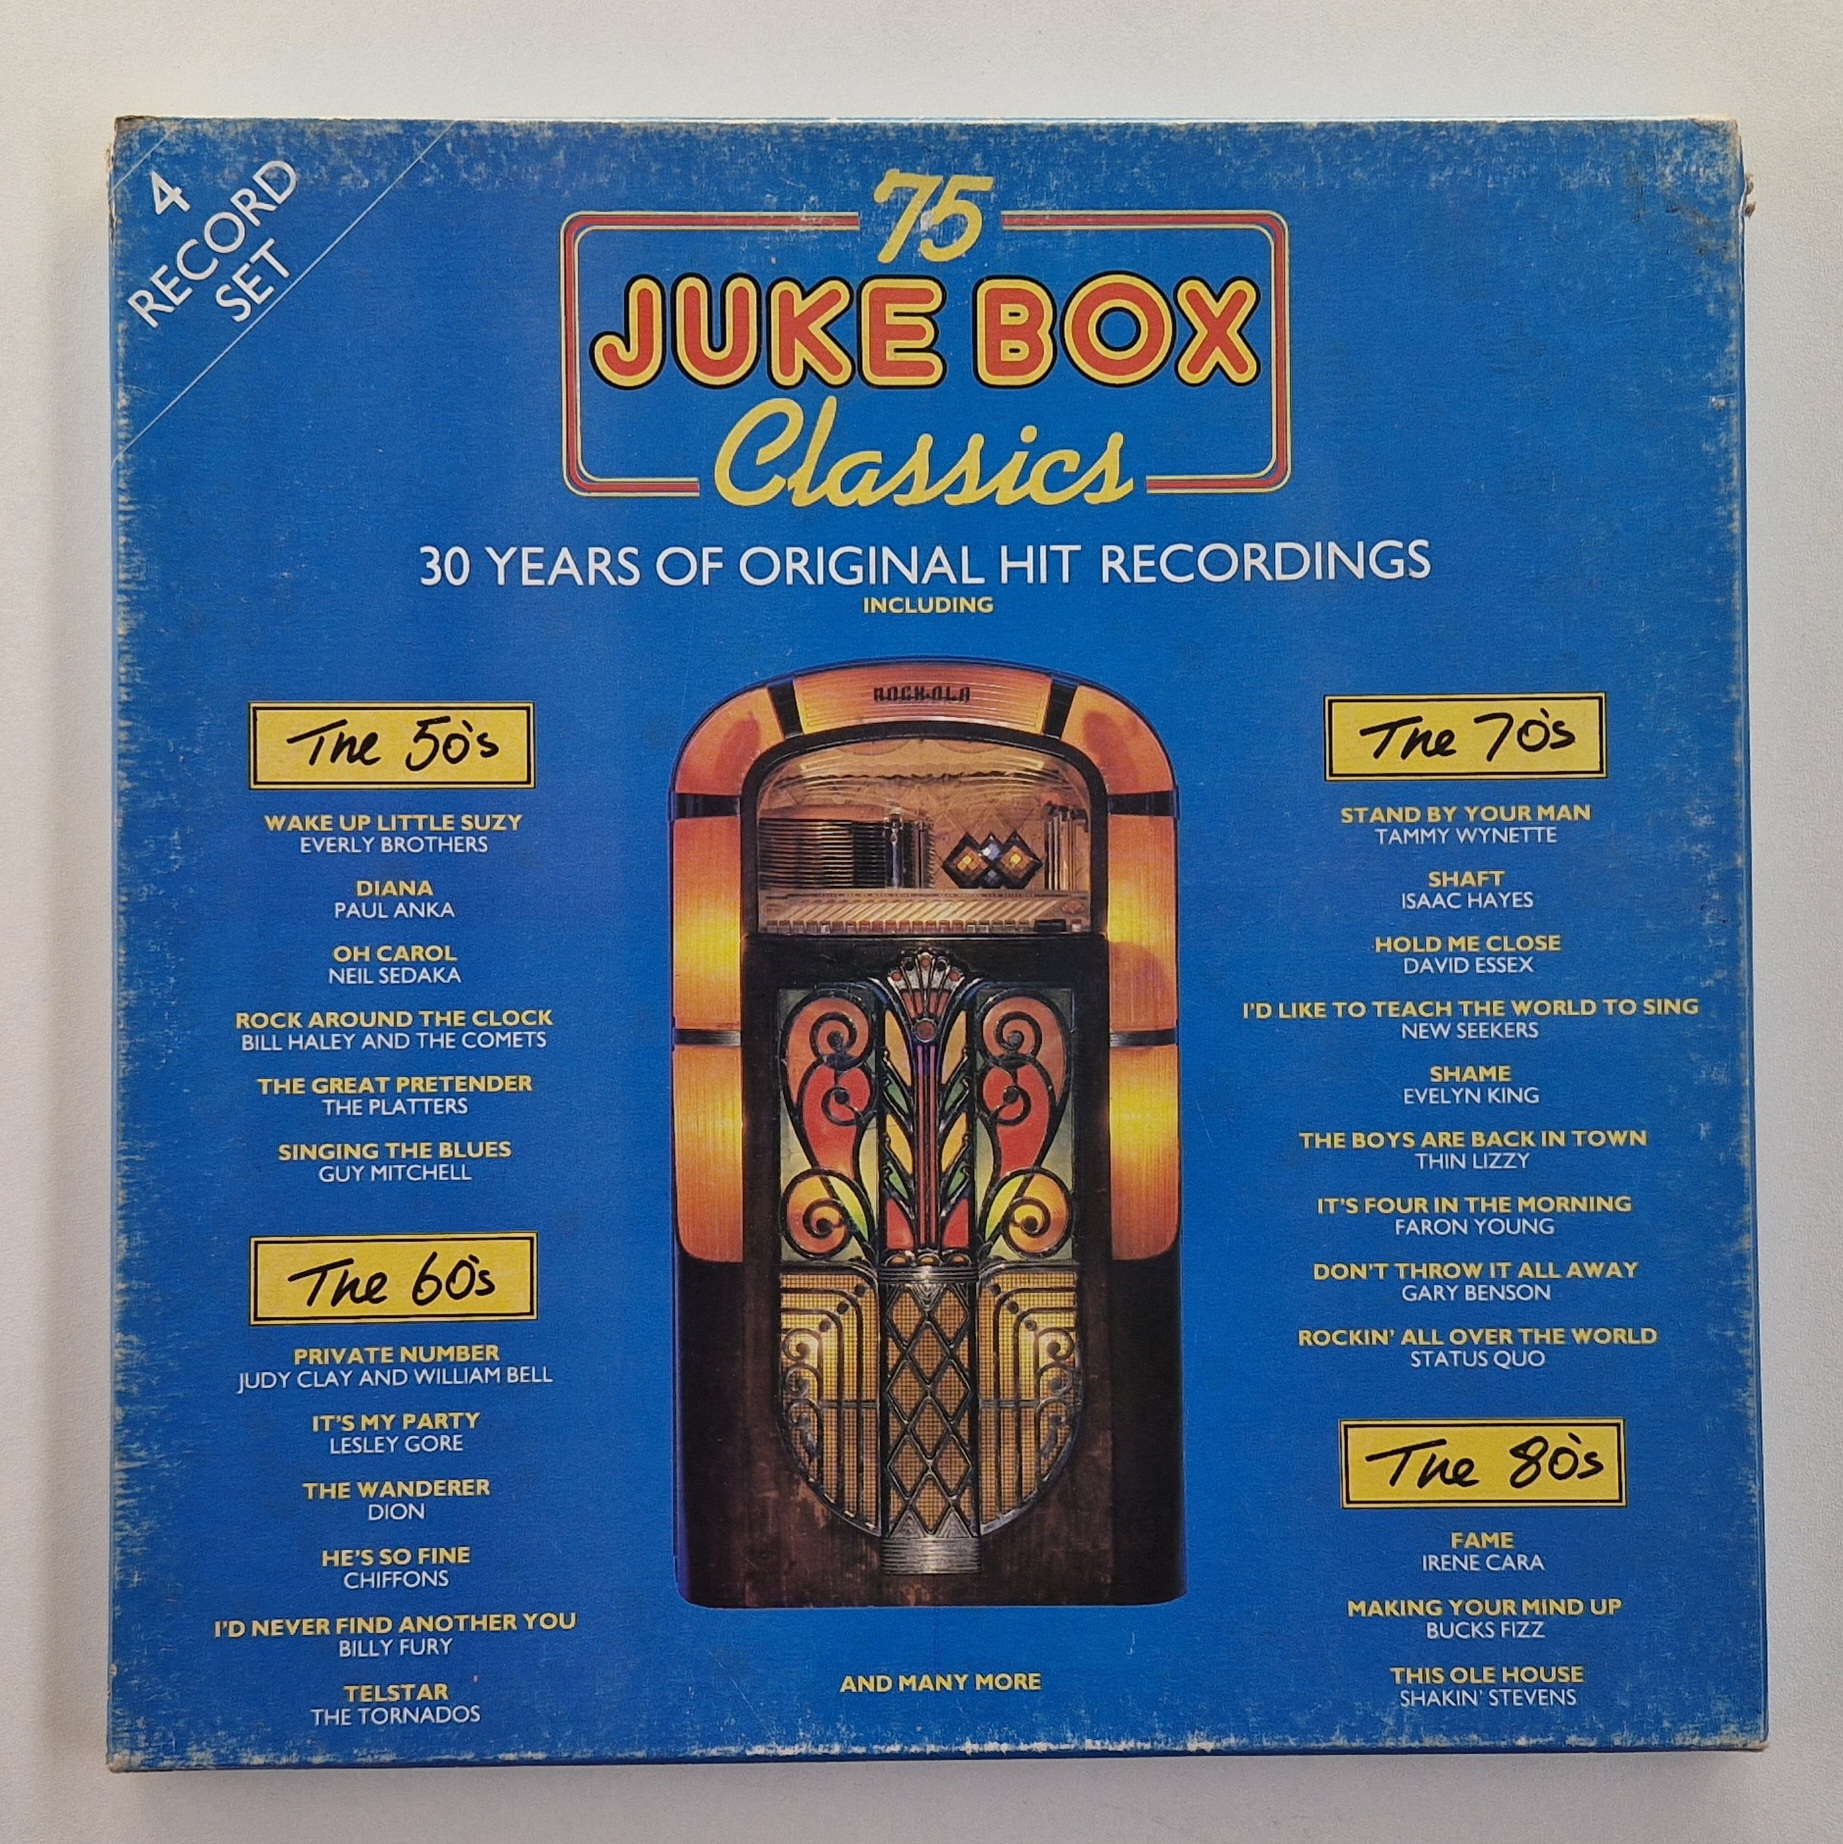 4
RECORD
SET
75
JUKE BOX
Classics
30 YEARS OF ORIGINAL HIT RECORDINGS
INCLUDING
ROCK-OLA
The 50's
WAKE UP LITTLE SUZY
EVERLY BROTHERS
DIANA
PAUL ANKA
OH CAROL
NEIL SEDAKA
ROCK AROUND THE CLOCK
BILL HALEY AND THE COMETS
THE GREAT PRETENDER
THE PLATTERS
SINGING THE BLUES
GUY MITCHELL
The 60's
PRIVATE NUMBER
JUDY CLAY AND WILLIAM BELL
IT'S MY PARTY
LESLEY GORE
THE WANDERER
DION
HE'S SO FINE
CHIFFONS
I'D NEVER FIND ANOTHER YOU
BILLY FURY
TELSTAR
THE TORNADOS
The 70's
STAND BY YOUR MAN
TAMMY WYNETTE
SHAFT
ISAAC HAYES
HOLD ME CLOSE
DAVID ESSEX
I'D LIKE TO TEACH THE WORLD TO SING
NEW SEEKERS
SHAME
EVELYN KING
THE BOYS ARE BACK IN TOWN
THIN LIZZY
IT'S FOUR IN THE MORNING
FARON YOUNG
DON'T THROW IT ALL AWAY
GARY BENSON
ROCKIN' ALL OVER THE WORLD
STATUS QUO
The 80's
FAME
IRENE CARA
MAKING YOUR MIND UP
BUCKS FIZZ
THIS OLE HOUSE
SHAKIN' STEVENS
AND MANY MORE